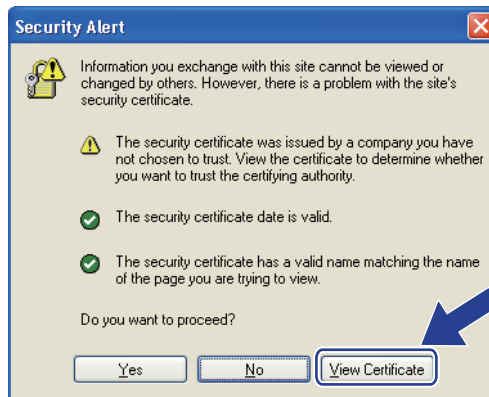 Security Alert
Information you exchange with this site cannot be viewed or
changed by others. However, there is a problem with the site's
security certificate.
The security certificate was issued by a company you have
not chosen to trust. View the certificate to determine whether
you want to trust the certifying authority.
The security certificate date is valid.
The security certificate has a valid name matching the name
of the page you are trying to view.
Do you want to proceed?
Yes No View Certificate